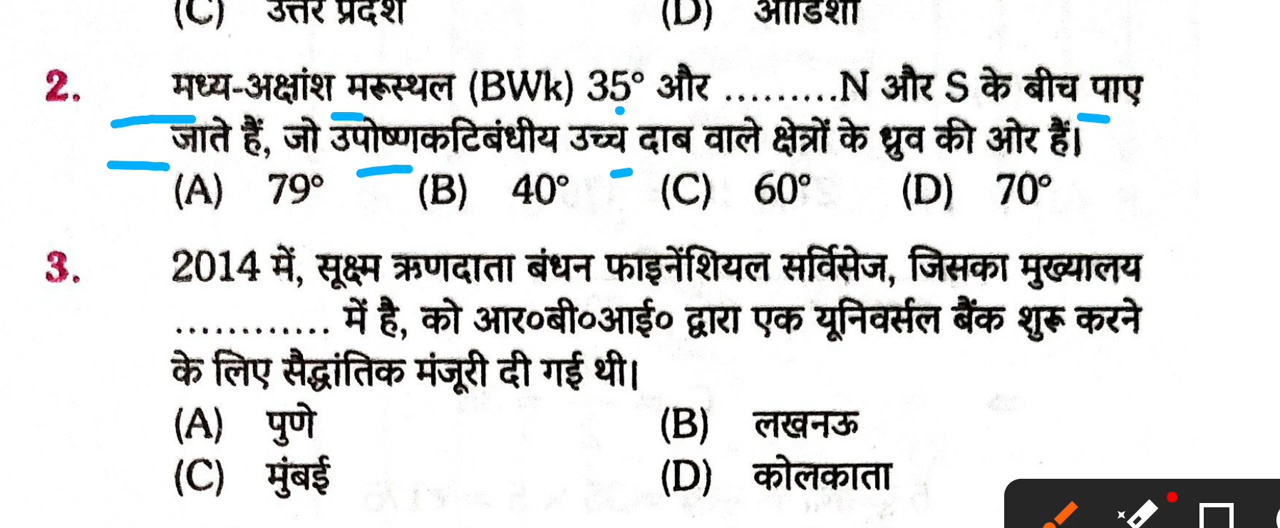 (C) उत्तर प्रदेश (D) ओडिशा
2. मध्य-अक्षांश मरूस्थल (BWk) 35° और .........N और S के बीच पाए
जाते हैं, जो उपोष्णकटिबंधीय उच्च दाब वाले क्षेत्रों के ध्रुव की ओर हैं।
(A) 79° (B) 40° (C) 60° (D) 70°
3. 2014 में, सूक्ष्म ऋणदाता बंधन फाइनेंशियल सर्विसेज, जिसका मुख्यालय
............ में है, को आर०बी०आई० द्वारा एक यूनिवर्सल बैंक शुरू करने
के लिए सैद्धांतिक मंजूरी दी गई थी।
(A) पुणे (B) लखनऊ
(C) मुंबई (D) कोलकाता